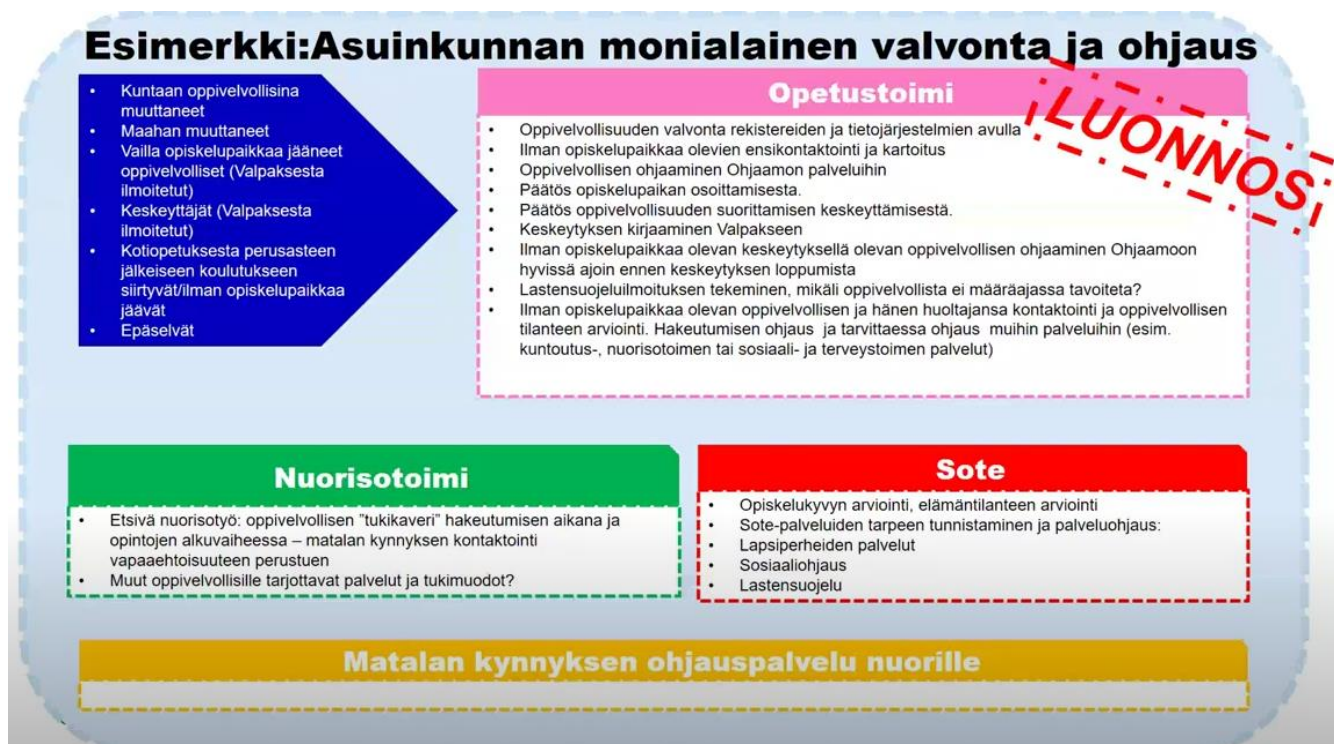 Esimerkki:Asuinkunnan monialainen valvonta ja ohjaus
• Kuntaan oppivelvollisina
muuttaneet
• Maahan muuttaneet
• Vailla opiskelupaikkaa jääneet
oppivelvolliset (Valpaksesta
ilmoitetut)
• Keskeyttäjät (Valpaksesta
ilmoitetut)
• Kotiopetuksesta perusasteen
jälkeiseen koulutukseen
siirtyvät/ilman opiskelupaikkaa
jäävät
• Epäselvät
Opetustoimi
LUONNOS
• Oppivelvollisuuden valvonta rekistereiden ja tietojärjestelmien avulla
• Ilman opiskelupaikkaa olevien ensikontaktointi ja kartoitus
• Oppivelvollisen ohjaaminen Ohjaamon palveluihin
• Päätös opiskelupaikan osoittamisesta.
• Päätös oppivelvollisuuden suorittamisen keskeyttämisestä.
• Keskeytyksen kirjaaminen Valpakseen
• Ilman opiskelupaikkaa olevan keskeytyksellä olevan oppivelvollisen ohjaaminen Ohjaamoon
hyvissä ajoin ennen keskeytyksen loppumista
• Lastensuojeluilmoituksen tekeminen, mikäli oppivelvollista ei määräajassa tavoiteta?
• Ilman opiskelupaikkaa olevan oppivelvollisen ja hänen huoltajansa kontaktointi ja oppivelvollisen
tilanteen arviointi. Hakeutumisen ohjaus ja tarvittaessa ohjaus muihin palveluihin (esim.
kuntoutus-, nuorisotoimen tai sosiaali- ja terveystoimen palvelut)
Nuorisotoimi
• Etsivä nuorisotyö: oppivelvollisen ”tukikaveri” hakeutumisen aikana ja
opintojen alkuvaiheessa – matalan kynnyksen kontaktointi
vapaaehtoisuuteen perustuen
• Muut oppivelvollisille tarjottavat palvelut ja tukimuodot?
Sote
• Opiskelukyvyn arviointi, elämäntilanteen arviointi
• Sote-palveluiden tarpeen tunnistaminen ja palveluohjaus:
• Lapsiperheiden palvelut
• Sosiaaliohjaus
• Lastensuojelu
Matalan kynnyksen ohjauspalvelu nuorille